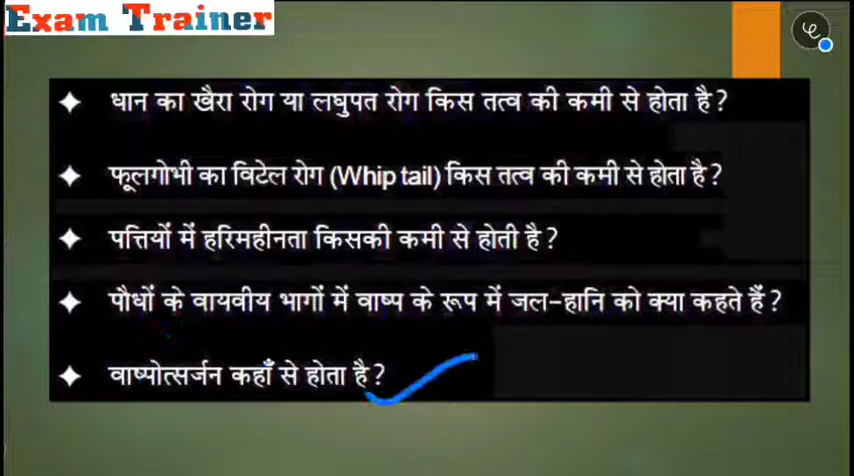 Exam Trainer
धान का खैरा रोग या लघुपत रोग किस तत्व की कमी से होता है?
फूलगोभी का विटेल रोग (Whip tail) किस तत्व की कमी से होता है?
पत्तियों में हरिमहीनता किसकी कमी से होती है?
पौधों के वायवीय भागों में वाष्प के रूप में जल-हानि को क्या कहते हैं?
वाष्पोत्सर्जन कहाँ से होता है?